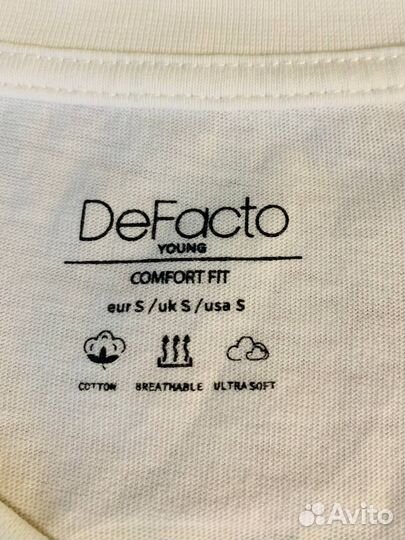 DeFacto
YOUNG
COMFORT FIT
eur S / uk S / usa S
COTTON BREATHABLE ULTRA SOFT
Avito